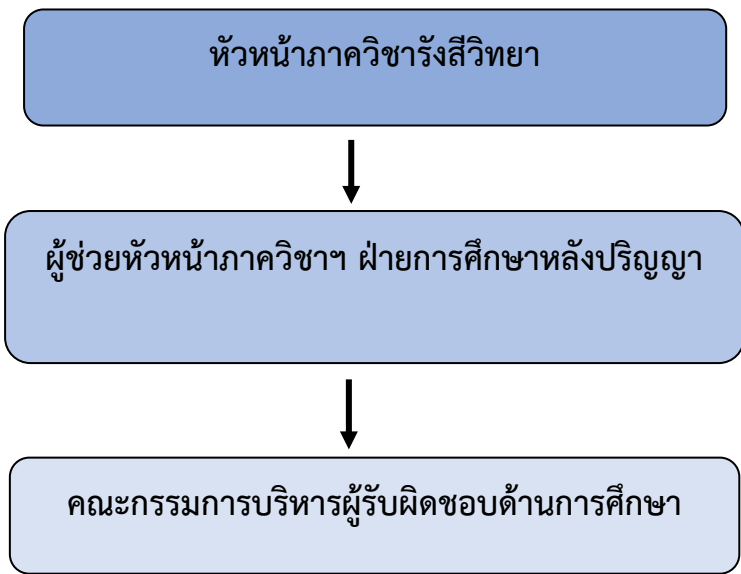 หัวหน้าภาควิชารังสีวิทยา
ผู้ช่วยหัวหน้าภาควิชาฯ ฝ่ายการศึกษาหลังปริญญา
คณะกรรมการบริหารผู้รับผิดชอบด้านการศึกษา